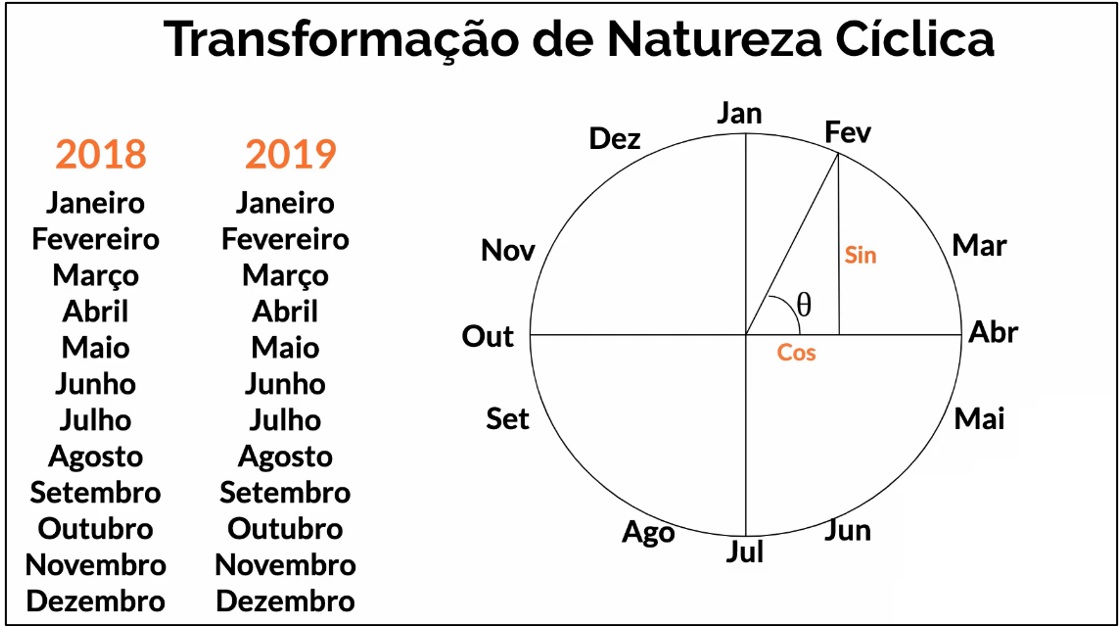 Transformação de Natureza Cíclica
2018
Janeiro
Fevereiro
Março
Abril
Maio
Junho
Julho
Agosto
Setembro
Outubro
Novembro
Dezembro
2019
Janeiro
Fevereiro
Março
Abril
Maio
Junho
Julho
Agosto
Setembro
Outubro
Novembro
Dezembro
Jan
Fev
Mar
Abr
Mai
Jun
Jul
Ago
Set
Out
Nov
Dez
Sin
θ
Cos